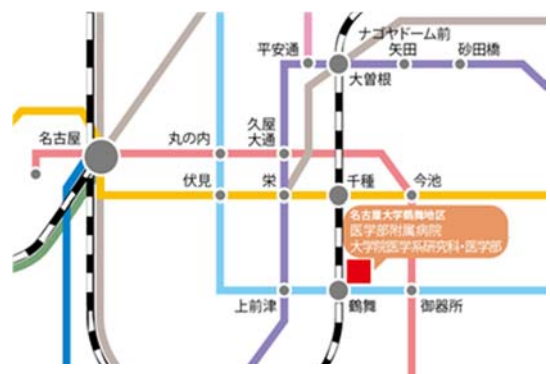 ナゴヤドーム前
平安通
矢田
砂田橋
大曽根
久屋
大通
名古屋
丸の内
伏見
栄
千種
今池
名古屋大学鶴舞地区
医学部附属病院
大学院医学系研究科・医学部
上前津
鶴舞
御器所